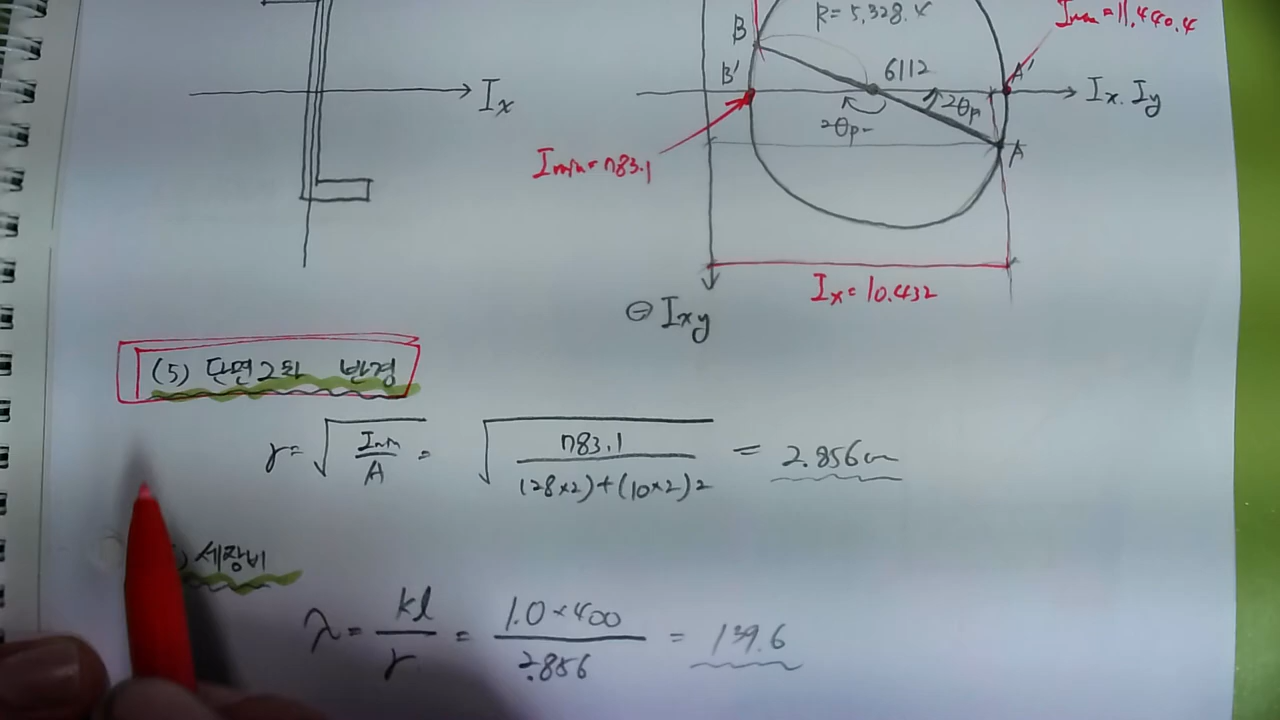 R=5,328.4
Imax=11,440.4
B
B'
6112
A'
Ix
Ix. Iy
2θp
2θp
A
Imin=783.1
Ix=10.432
⊖ Ixy
(5) 단면2차 반경
r=√(Imin/A) = √(783.1/((28×2)+(10×2)2)) = 2.856cm
) 세장비
λ = kl/r = 1.0×400/2.856 = 139.6